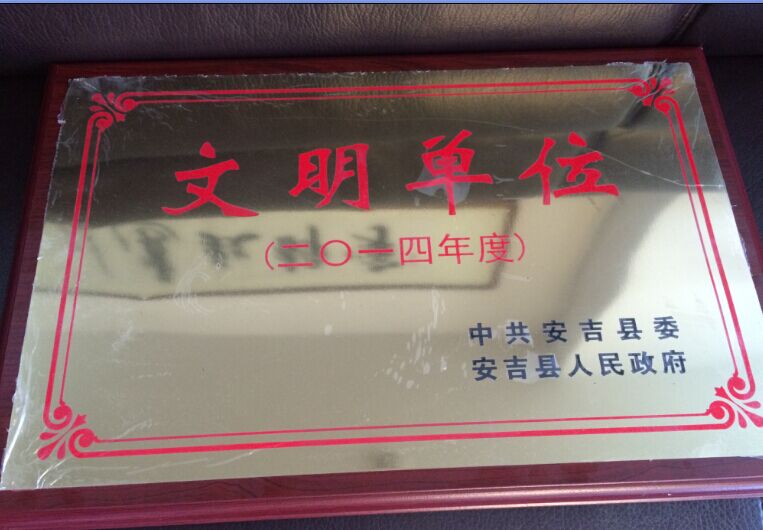 文明单位
(二〇一四年度)
中共安吉县委
安吉县人民政府